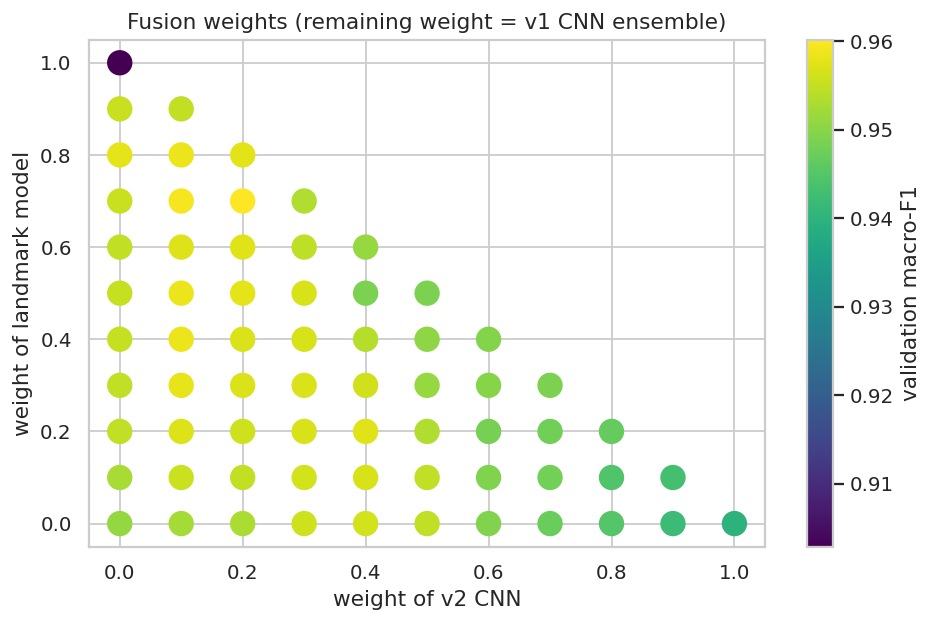 Fusion weights (remaining weight = v1 CNN ensemble)
weight of landmark model
1.0
0.8
0.6
0.4
0.2
0.0
0.0 0.2 0.4 0.6 0.8 1.0
weight of v2 CNN
0.96
0.95
0.94
0.93
0.92
0.91
validation macro-F1